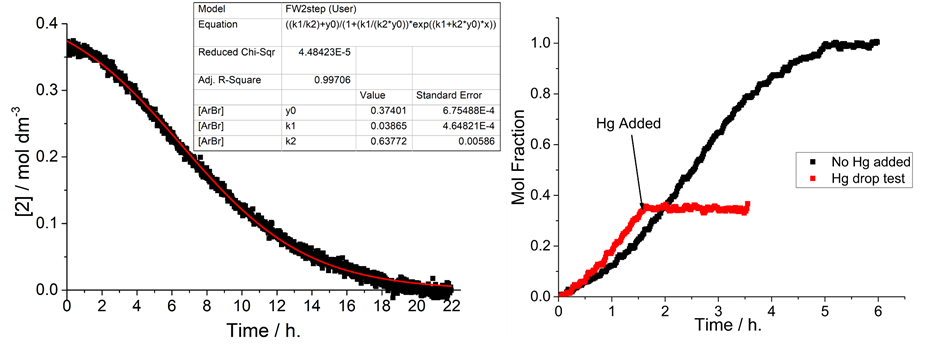 Model FW2step (User)
Equation ((k1/k2)+y0)/(1+(k1/(k2*y0))*exp((k1+k2*y0)*x))
Reduced Chi-Sqr 4.48423E-5
Adj. R-Square 0.99706
Value Standard Error
[ArBr] y0 0.37401 6.75488E-4
[ArBr] k1 0.03865 4.64821E-4
[ArBr] k2 0.63772 0.00586
0.4
0.3
0.2
0.1
0.0
[2] / mol dm-3
0 2 4 6 8 10 12 14 16 18 20 22
Time / h.
1.0
0.8
0.6
0.4
0.2
0.0
Mol Fraction
Hg Added
No Hg added
Hg drop test
0 1 2 3 4 5 6
Time / h.